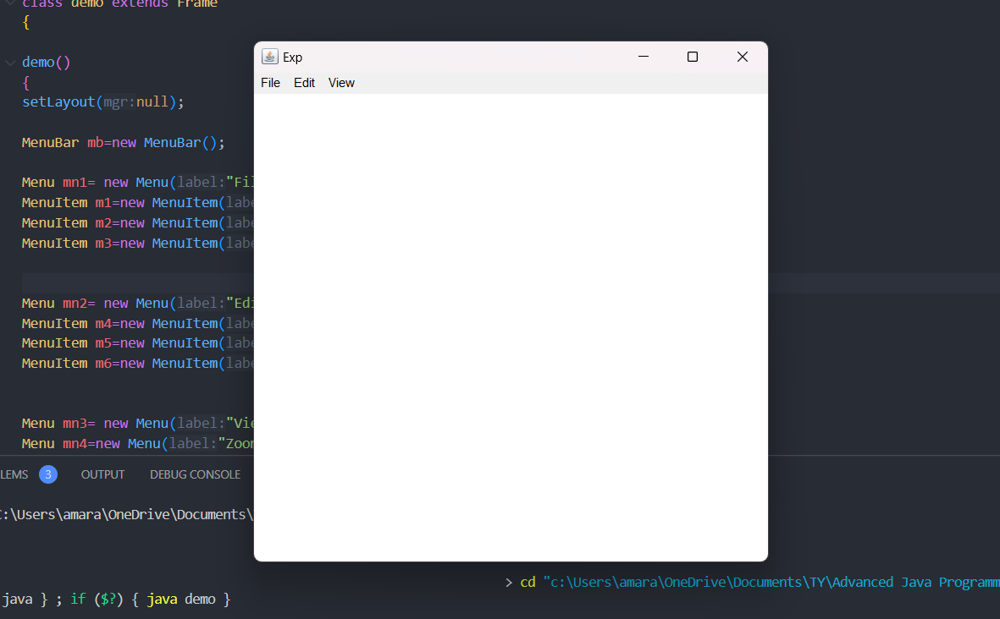 class demo extends Frame
{
demo()
{
setLayout(mgr:null);
MenuBar mb=new MenuBar();
Menu mn1= new Menu(label:"Fil
MenuItem m1=new MenuItem(labe
MenuItem m2=new MenuItem(labe
MenuItem m3=new MenuItem(labe
Menu mn2= new Menu(label:"Edi
MenuItem m4=new MenuItem(labe
MenuItem m5=new MenuItem(labe
MenuItem m6=new MenuItem(labe
Menu mn3= new Menu(label:"Vie
Menu mn4=new Menu(label:"Zoom
Exp
File Edit View
LEMS 3 OUTPUT DEBUG CONSOLE
C:\Users\amara\OneDrive\Documents\
> cd "c:\Users\amara\OneDrive\Documents\TY\Advanced Java Programm
java } ; if ($?) { java demo }